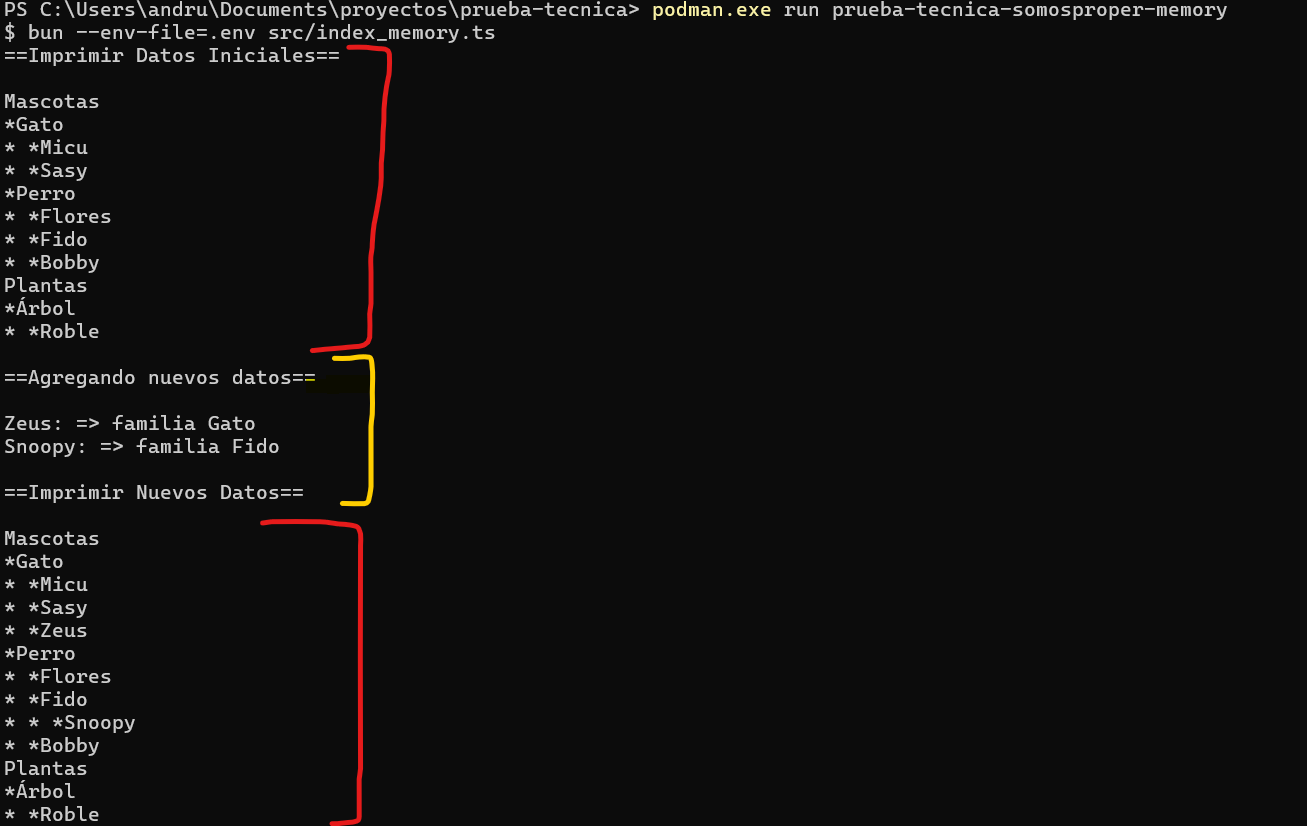 PS C:\Users\andru\Documents\proyectos\prueba-tecnica> podman.exe run prueba-tecnica-somosproper-memory
$ bun --env-file=.env src/index_memory.ts
==Imprimir Datos Iniciales==
Mascotas
*Gato
* *Micu
* *Sasy
*Perro
* *Flores
* *Fido
* *Bobby
Plantas
*Árbol
* *Roble
==Agregando nuevos datos==
Zeus: => familia Gato
Snoopy: => familia Fido
==Imprimir Nuevos Datos==
Mascotas
*Gato
* *Micu
* *Sasy
* *Zeus
*Perro
* *Flores
* *Fido
* * *Snoopy
* *Bobby
Plantas
*Árbol
* *Roble